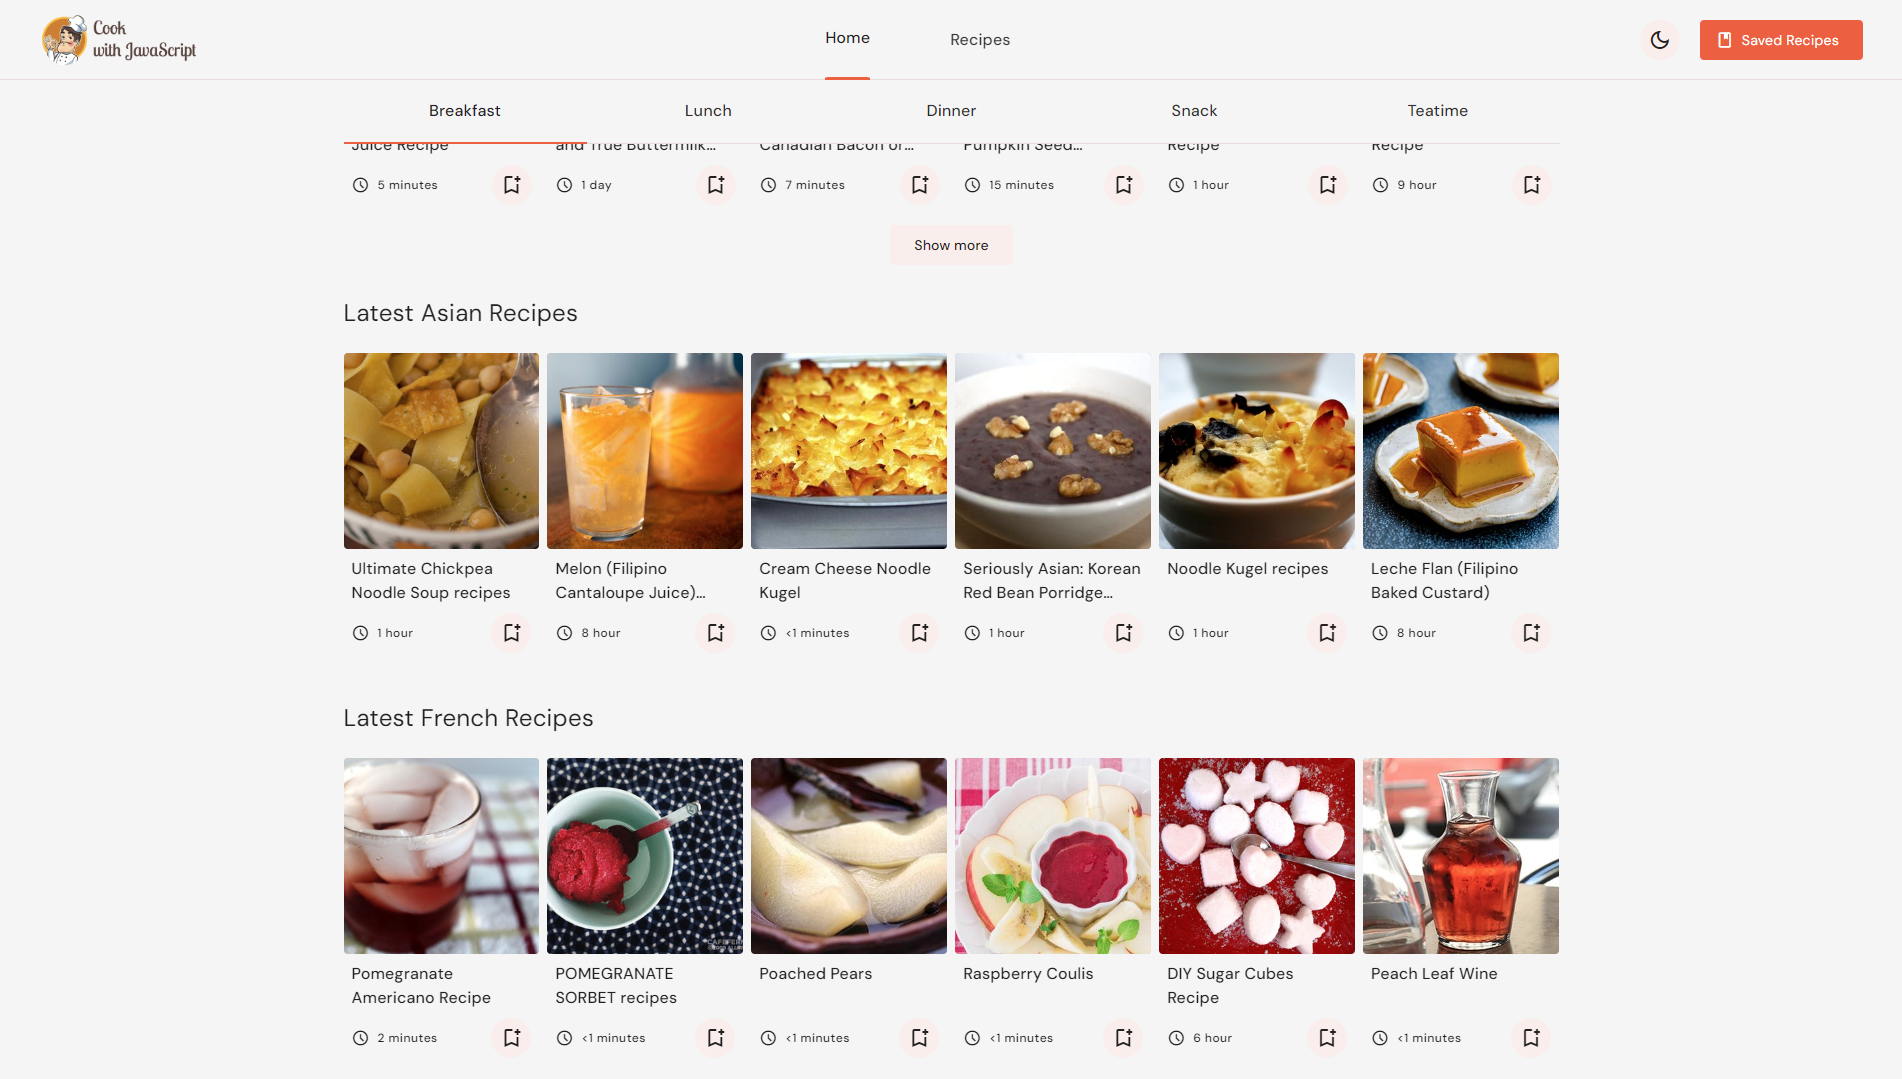 Cook
with JavaScript
Home
Recipes
Saved Recipes
Breakfast
Lunch
Dinner
Snack
Teatime
Juice Recipe
and True Buttermilk...
Canadian Bacon or...
Pumpkin Seed...
Recipe
Recipe
5 minutes
1 day
7 minutes
15 minutes
1 hour
9 hour
Show more
Latest Asian Recipes
Ultimate Chickpea
Noodle Soup recipes
1 hour
Melon (Filipino
Cantaloupe Juice)...
8 hour
Cream Cheese Noodle
Kugel
<1 minutes
Seriously Asian: Korean
Red Bean Porridge...
1 hour
Noodle Kugel recipes
1 hour
Leche Flan (Filipino
Baked Custard)
8 hour
Latest French Recipes
Pomegranate
Americano Recipe
2 minutes
POMEGRANATE
SORBET recipes
<1 minutes
Poached Pears
<1 minutes
Raspberry Coulis
<1 minutes
DIY Sugar Cubes
Recipe
6 hour
Peach Leaf Wine
<1 minutes